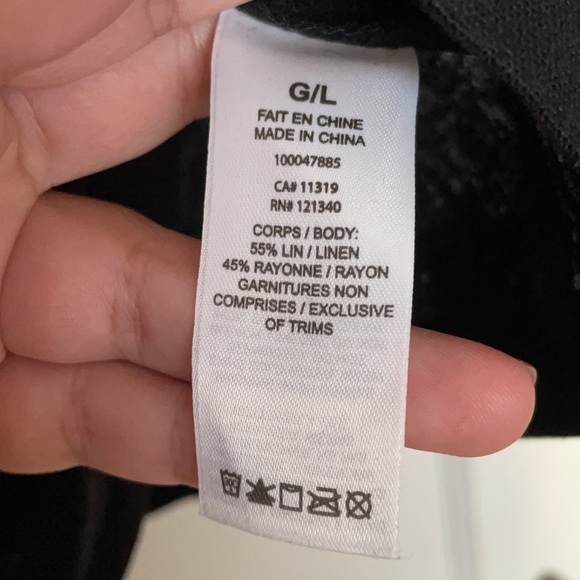 G/L
FAIT EN CHINE
MADE IN CHINA
100047885
CA# 11319
RN# 121340
CORPS / BODY:
55% LIN / LINEN
45% RAYONNE / RAYON
GARNITURES NON
COMPRISES / EXCLUSIVE
OF TRIMS